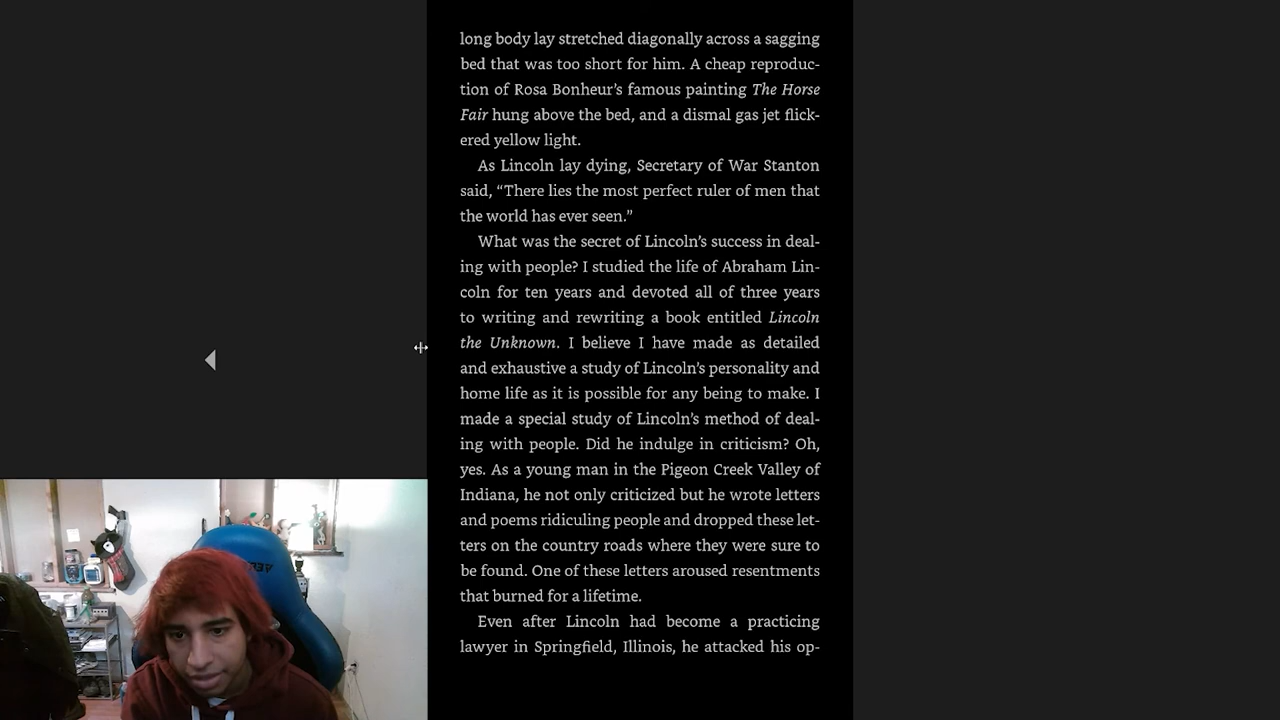 long body lay stretched diagonally across a sagging
bed that was too short for him. A cheap reproduc-
tion of Rosa Bonheur’s famous painting The Horse
Fair hung above the bed, and a dismal gas jet flick-
ered yellow light.
As Lincoln lay dying, Secretary of War Stanton
said, “There lies the most perfect ruler of men that
the world has ever seen.”
What was the secret of Lincoln’s success in deal-
ing with people? I studied the life of Abraham Lin-
coln for ten years and devoted all of three years
to writing and rewriting a book entitled Lincoln
the Unknown. I believe I have made as detailed
and exhaustive a study of Lincoln’s personality and
home life as it is possible for any being to make. I
made a special study of Lincoln’s method of deal-
ing with people. Did he indulge in criticism? Oh,
yes. As a young man in the Pigeon Creek Valley of
Indiana, he not only criticized but he wrote letters
and poems ridiculing people and dropped these let-
ters on the country roads where they were sure to
be found. One of these letters aroused resentments
that burned for a lifetime.
Even after Lincoln had become a practicing
lawyer in Springfield, Illinois, he attacked his op-